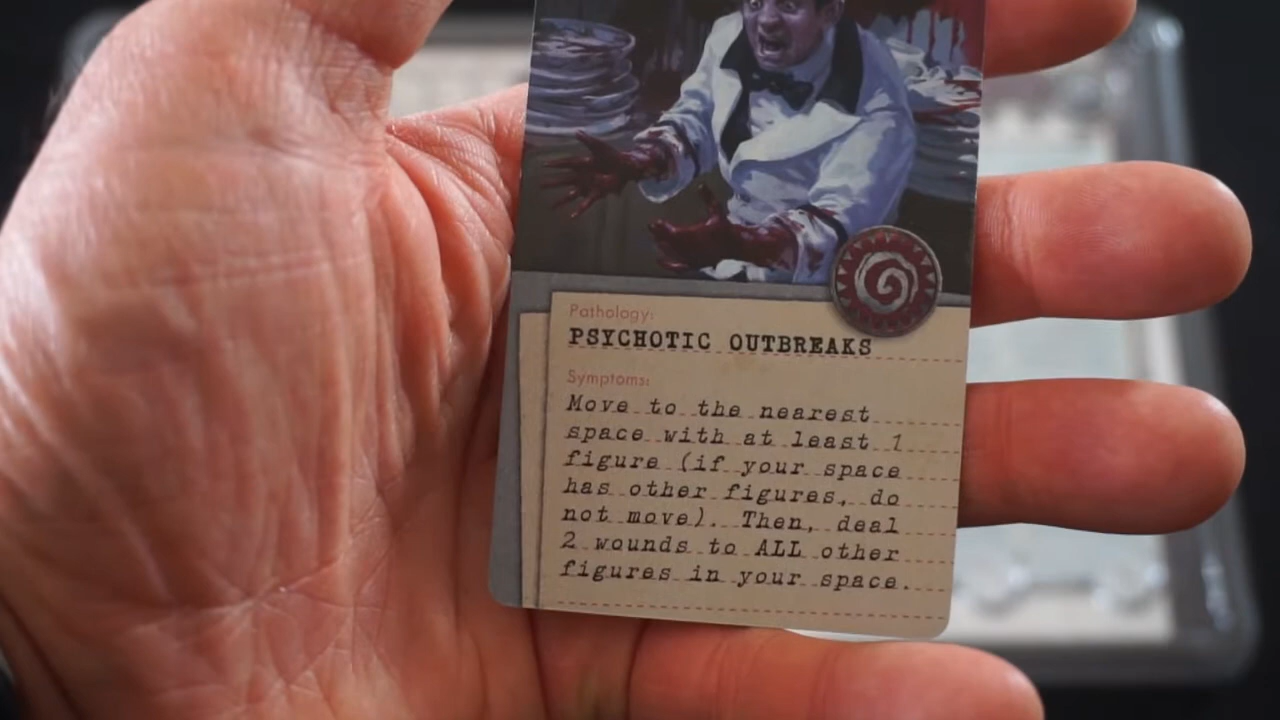 Pathology:
PSYCHOTIC OUTBREAKS
Symptoms:
Move to the nearest
space with at least 1
figure (if your space
has other figures, do
not move). Then, deal
2 wounds to ALL other
figures in your space.